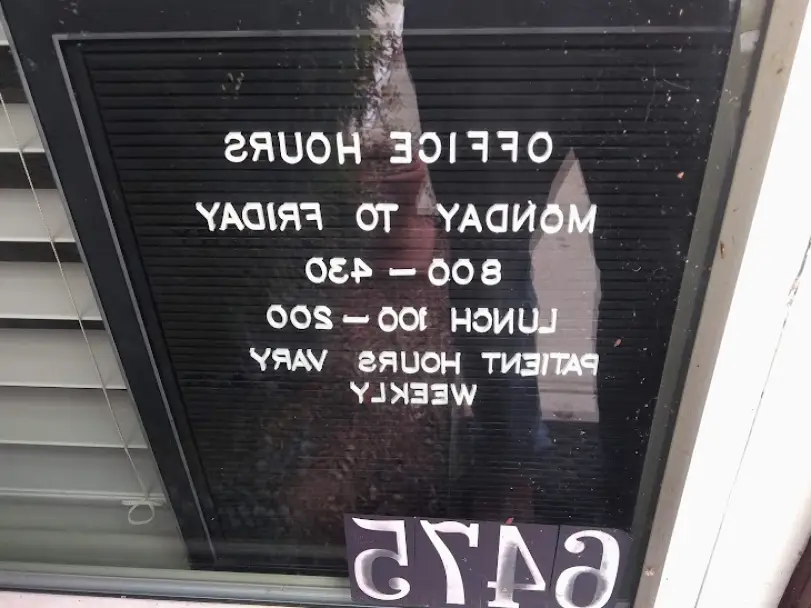 OFFICE HOURS
MONDAY TO FRIDAY
800 - 430
LUNCH 100 - 200
PATIENT HOURS VARY
WEEKLY
6475